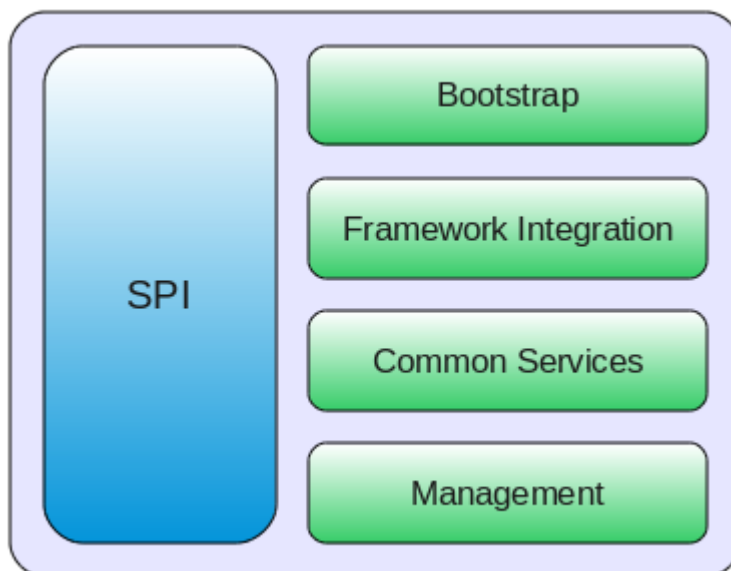 SPI
Bootstrap
Framework Integration
Common Services
Management